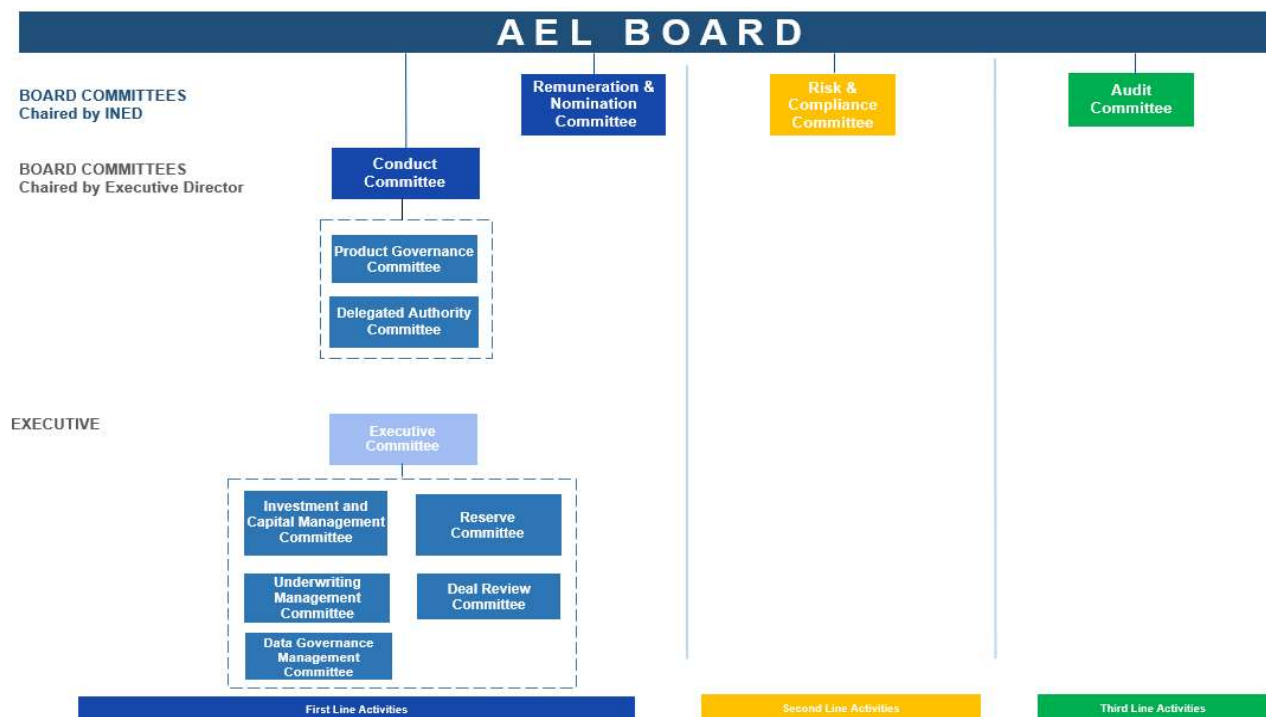 AEL BOARD
BOARD COMMITTEES
Chaired by INED
Remuneration &
Nomination
Committee
Risk &
Compliance
Committee
Audit
Committee
BOARD COMMITTEES
Chaired by Executive Director
Conduct
Committee
Product Governance
Committee
Delegated Authority
Committee
EXECUTIVE
Executive
Committee
Investment and
Capital Management
Committee
Reserve
Committee
Underwriting
Management
Committee
Deal Review
Committee
Data Governance
Management
Committee
First Line Activities
Second Line Activities
Third Line Activities